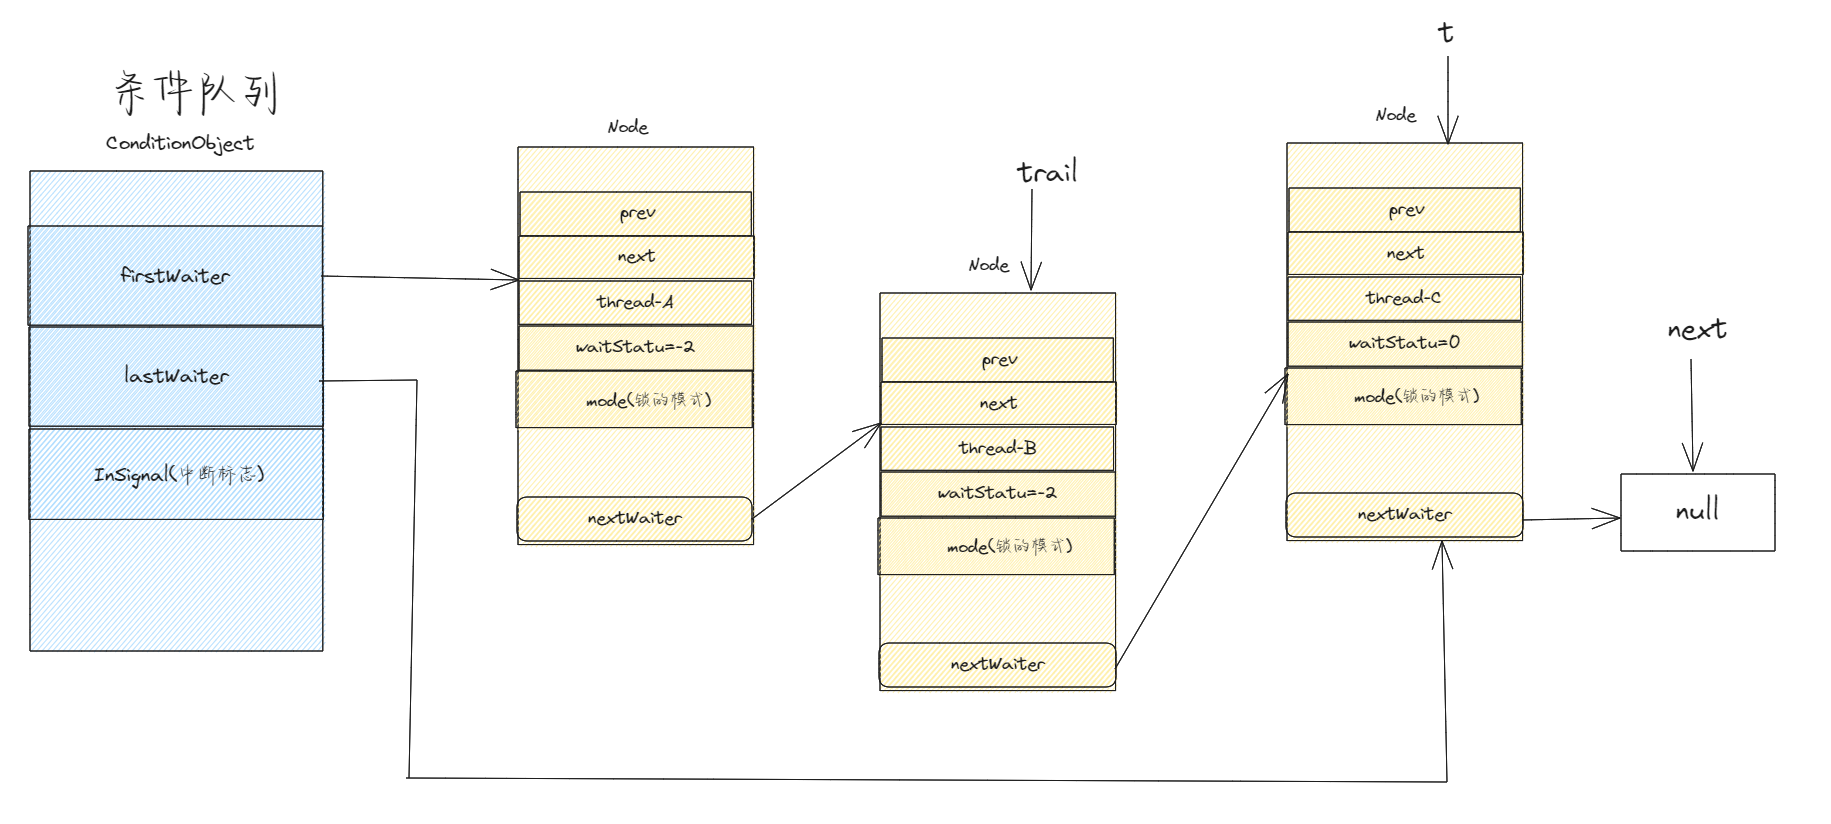 条件队列
ConditionObject
firstWaiter
lastWaiter
InSignal(中断标志)
Node
prev
next
thread-A
waitStatu=-2
mode(锁的模式)
nextWaiter
trail
Node
prev
next
thread-B
waitStatu=-2
mode(锁的模式)
nextWaiter
t
Node
prev
next
thread-C
waitStatu=0
mode(锁的模式)
nextWaiter
next
null